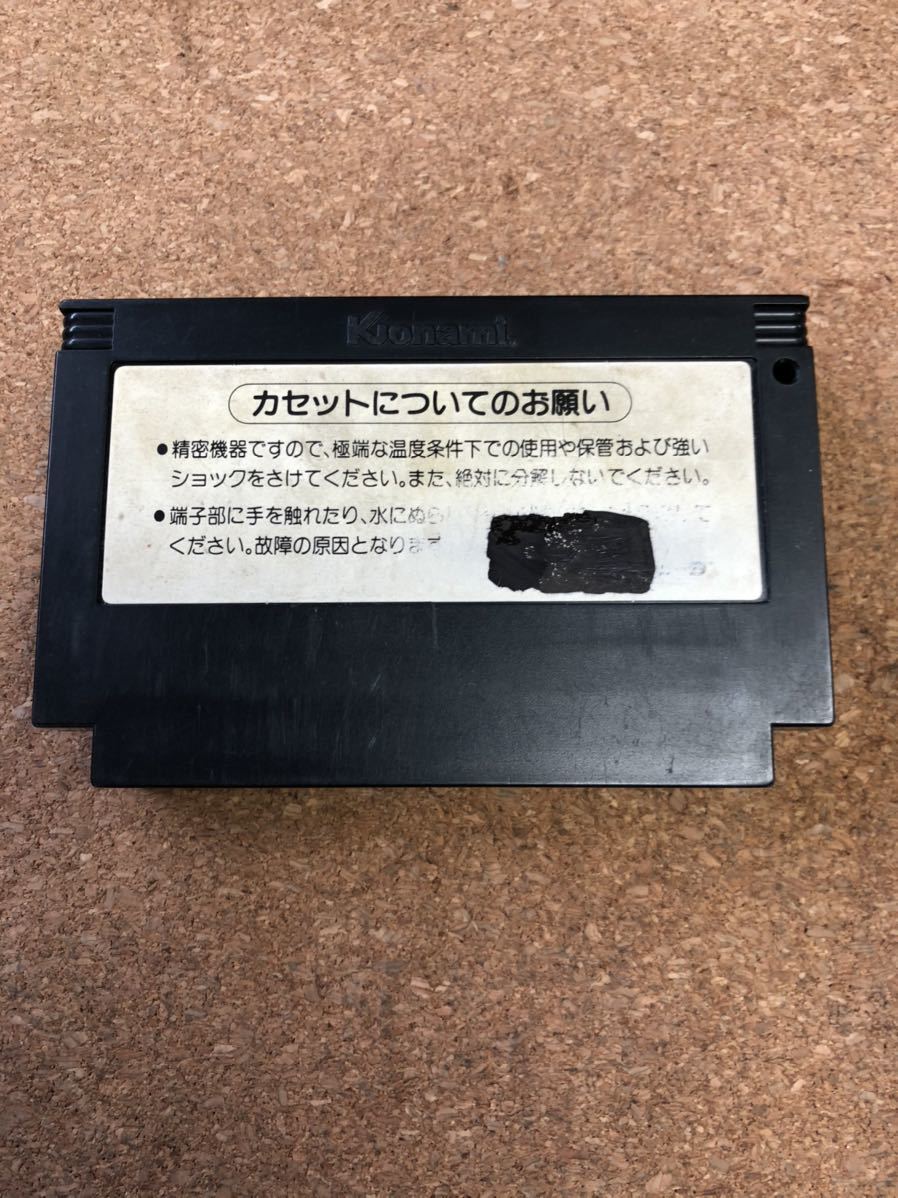 Konami
カセットについてのお願い
●精密機器ですので、極端な温度条件下での使用や保管および強い
ショックをさけてください。また、絶対に分解しないでください。
●端子部に手を触れたり、水にぬら
ください。故障の原因となります